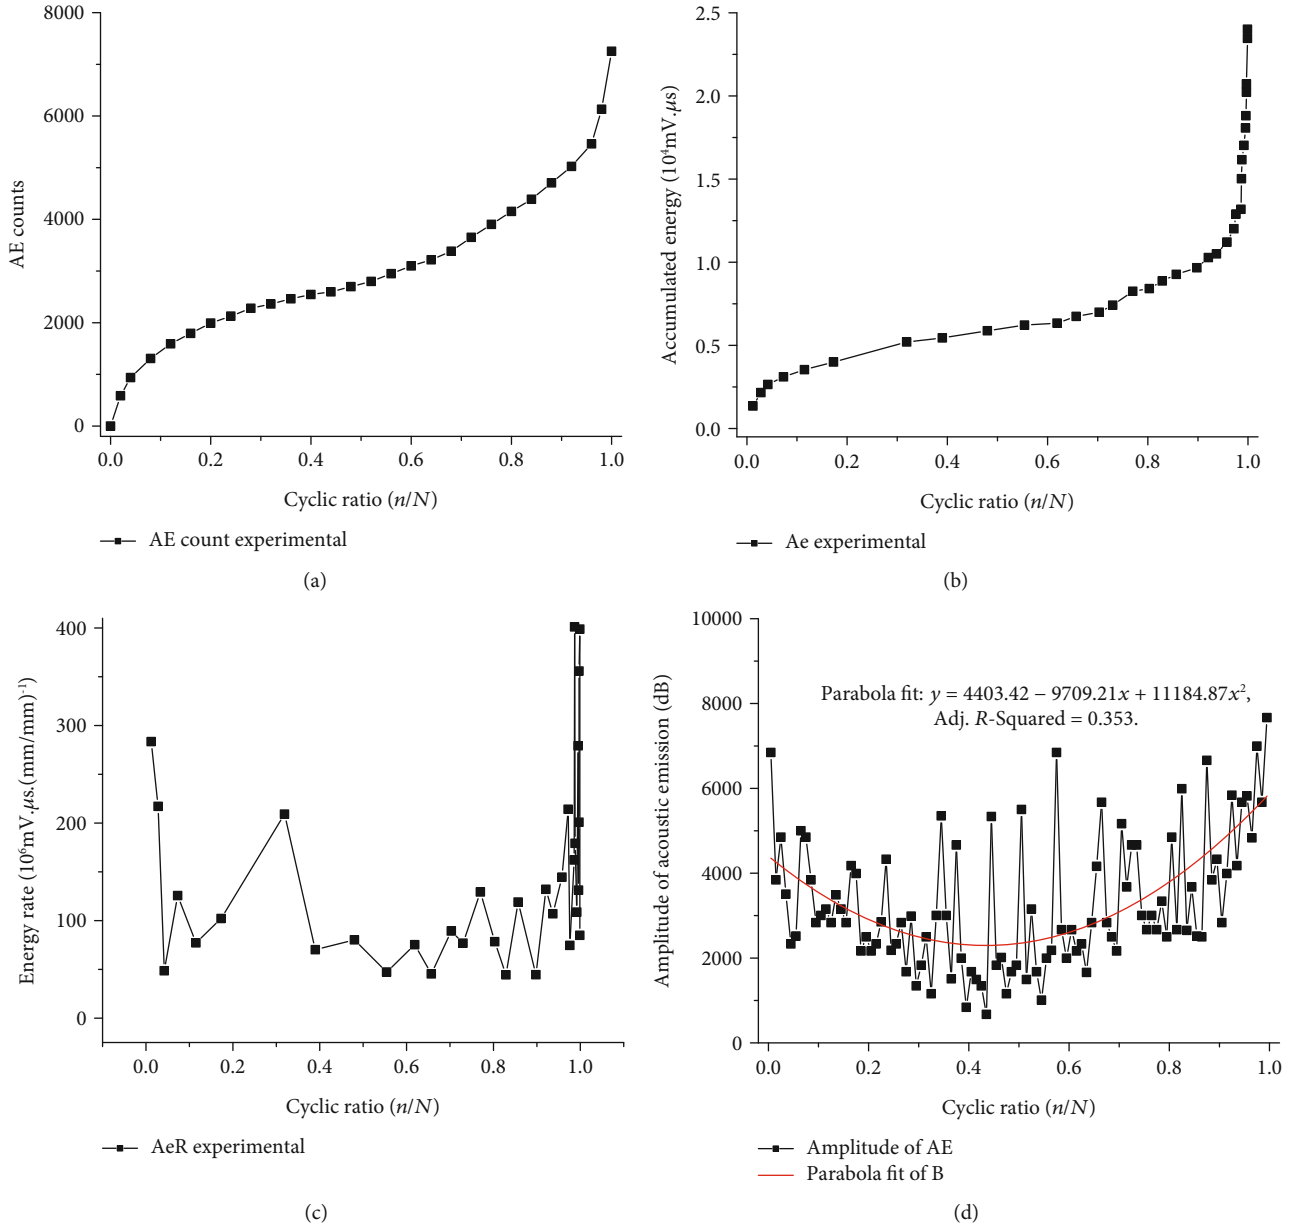 8000
6000
4000
2000
0
AE counts
0.0 0.2 0.4 0.6 0.8 1.0
Cyclic ratio (n/N)
AE count experimental
(a)
2.5
2.0
1.5
1.0
0.5
0.0
Accumulated energy (10⁴mV.μs)
0.0 0.2 0.4 0.6 0.8 1.0
Cyclic ratio (n/N)
Ae experimental
(b)
400
300
200
100
0
Energy rate (10⁶mV.μs.(mm/mm)⁻¹
0.0 0.2 0.4 0.6 0.8 1.0
Cyclic ratio (n/N)
AeR experimental
(c)
10000
8000
6000
4000
2000
0
Amplitude of acoustic emission (dB)
Parabola fit: y = 4403.42 − 9709.21x + 11184.87x²,
Adj. R-Squared = 0.353.
0.0 0.2 0.4 0.6 0.8 1.0
Cyclic ratio (n/N)
Amplitude of AE
Parabola fit of B
(d)